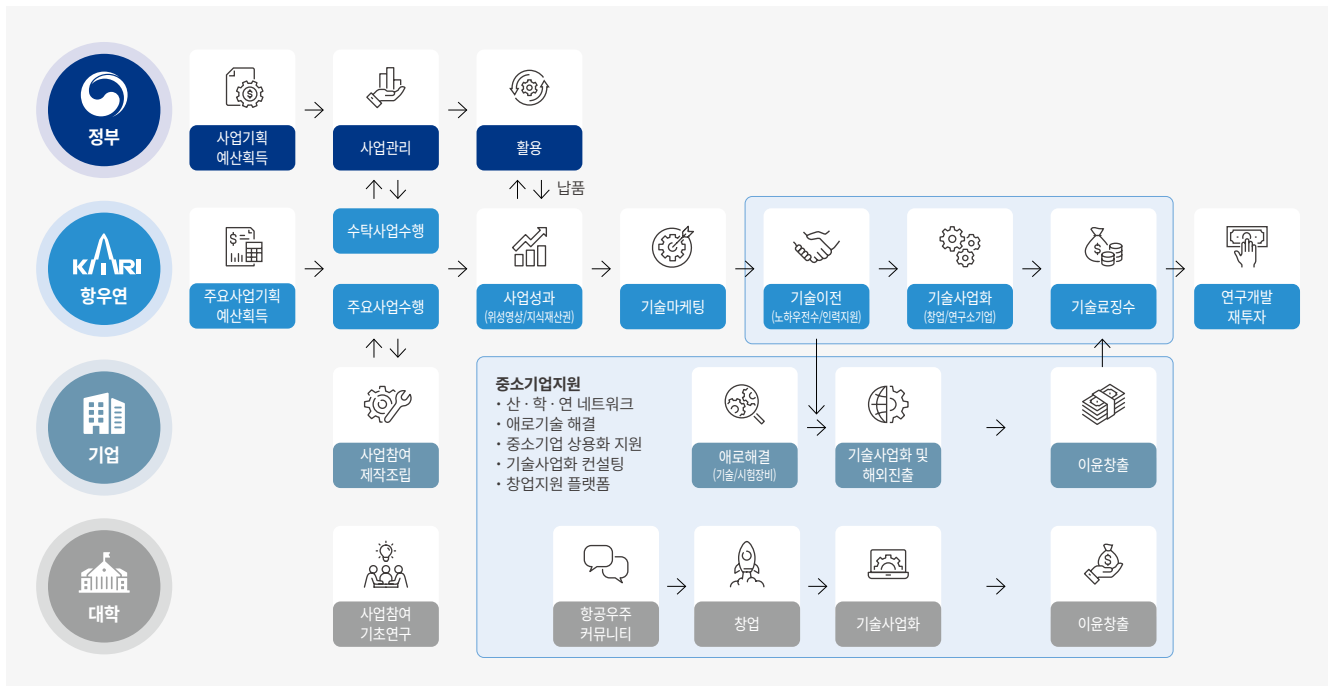 정부
사업기획
예산획득
사업관리
활용
납품
KARI
항우연
주요사업기획
예산획득
수탁사업수행
주요사업수행
사업성과
(위성영상/지식재산권)
기술마케팅
기술이전
(노하우전수/인력지원)
기술사업화
(창업/연구소기업)
기술료징수
연구개발
재투자
기업
사업참여
제작조립
중소기업지원
· 산 · 학 · 연 네트워크
· 애로기술 해결
· 중소기업 상용화 지원
· 기술사업화 컨설팅
· 창업지원 플랫폼
애로해결
(기술/시험장비)
기술사업화 및
해외진출
이윤창출
대학
사업참여
기초연구
항공우주
커뮤니티
창업
기술사업화
이윤창출